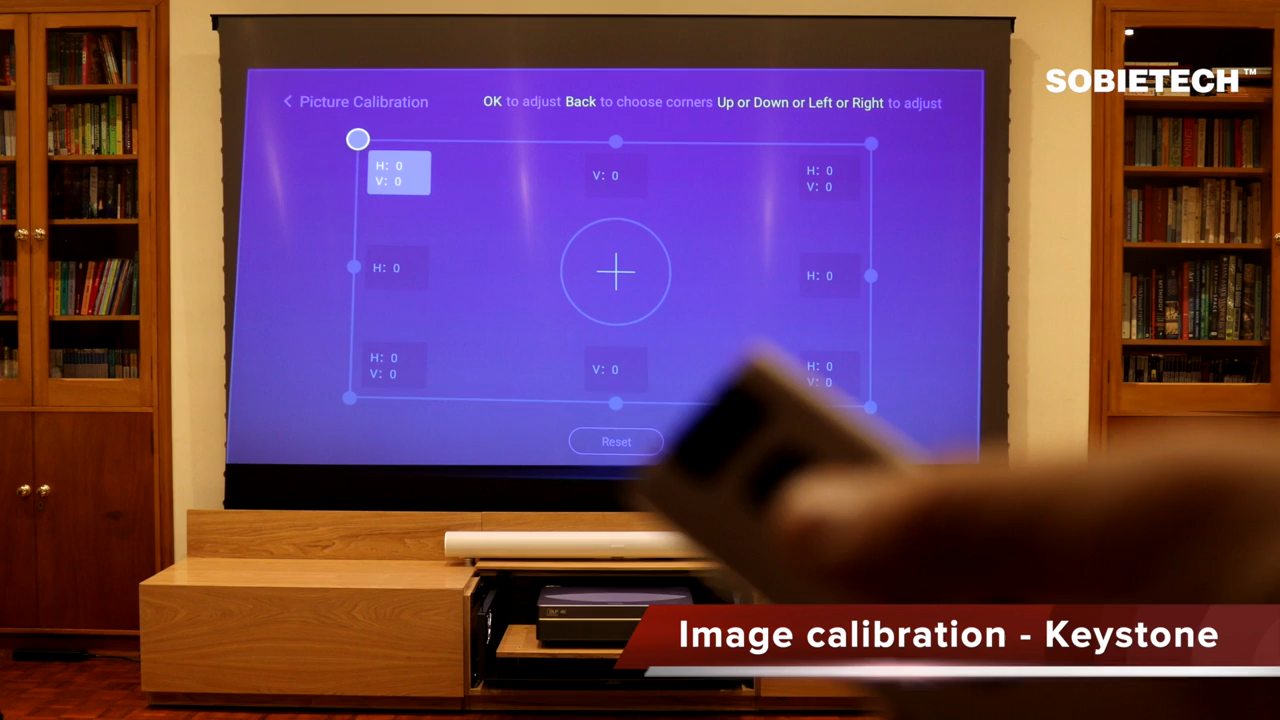 SOBIETECH™
Picture Calibration
OK to adjust Back to choose corners Up or Down or Left or Right to adjust
H: 0
V: 0
V: 0
H: 0
V: 0
H: 0
H: 0
H: 0
V: 0
V: 0
H: 0
V: 0
Reset
Image calibration - Keystone